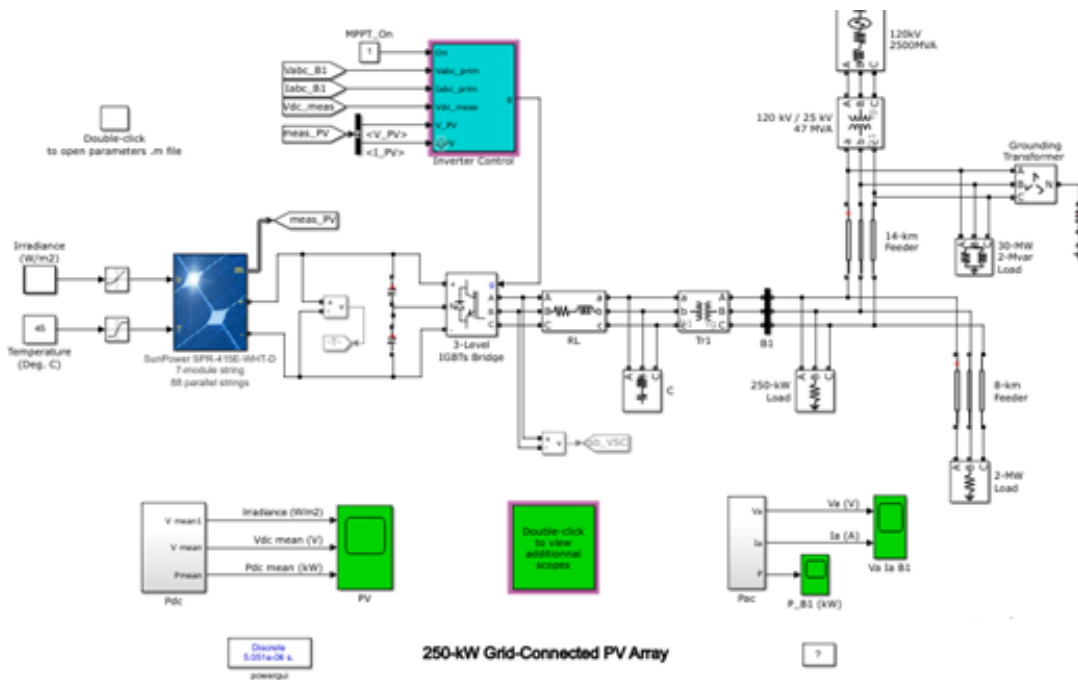 120kV
2500MVA
A B C
MPPT_On
1
On
Vabc_B1
Vabc_prim
Iabc_B1
Iabc_prim
Vdc_meas
Vdc_meas
g
meas_PV
<V_PV>
V_PV
<I_PV>
Inverter Control
Double-click
to open parameters .m file
A B C
120 kV / 25 kV
47 MVA
a b c
Grounding
Transformer
A
B
C
N
meas_PV
14-km
Feeder
30-MW
2-Mvar
Load
Irradiance
(W/m2)
m
45
T
Temperature
(Deg. C)
SunPower SPR-415E-WHT-D
7-module string
88 parallel strings
+
-
v
g
+
-
A
B
C
3-Level
IGBTs Bridge
A
B
C
a
b
c
RL
a
b
c
A
B
C
Tr1
B1
A B C
C
250-kW
Load
A B C
8-km
Feeder
+
-
v
A B C
2-MW
Load
V mean1
Irradiance (W/m2)
V mean
Vdc mean (V)
Pmean
Pdc mean (kW)
Pdc
PV
Double-click
to view
additionnal
scopes
Va
Va (V)
Ia
Ia (A)
P
Pac
P_B1 (kW)
Va Ia B1
Discrete
5.051e-06 s.
powergui
250-kW Grid-Connected PV Array
?